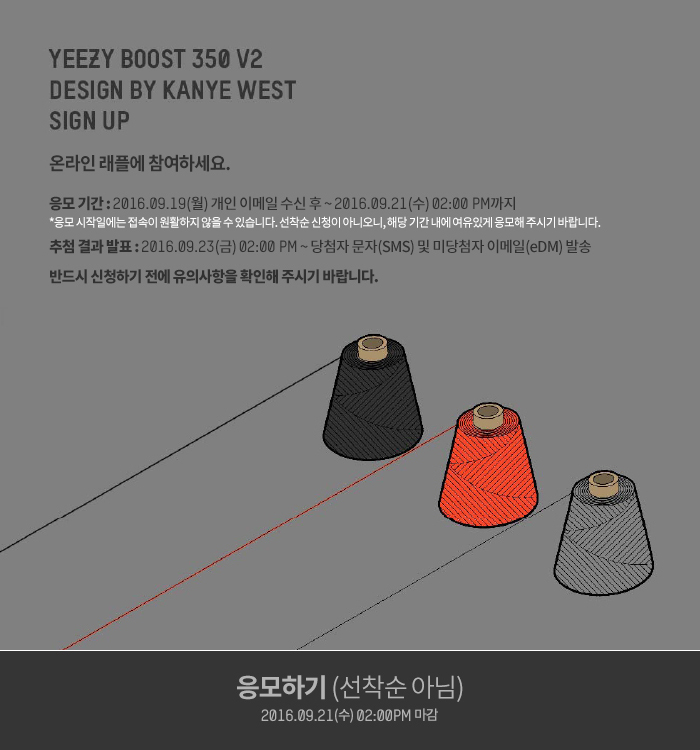 YEEZY BOOST 350 V2
DESIGN BY KANYE WEST
SIGN UP
온라인 래플에 참여하세요.
응모 기간 : 2016.09.19(월) 개인 이메일 수신 후 ~ 2016.09.21(수) 02:00 PM까지
*응모 시작일에는 접속이 원활하지 않을 수 있습니다. 선착순 신청이 아니오니, 해당 기간 내에 여유있게 응모해 주시기 바랍니다.
추첨 결과 발표 : 2016.09.23(금) 02:00 PM ~ 당첨자 문자(SMS) 및 미당첨자 이메일(eDM) 발송
반드시 신청하기 전에 유의사항을 확인해 주시기 바랍니다.
응모하기 (선착순 아님)
2016.09.21(수) 02:00PM 마감